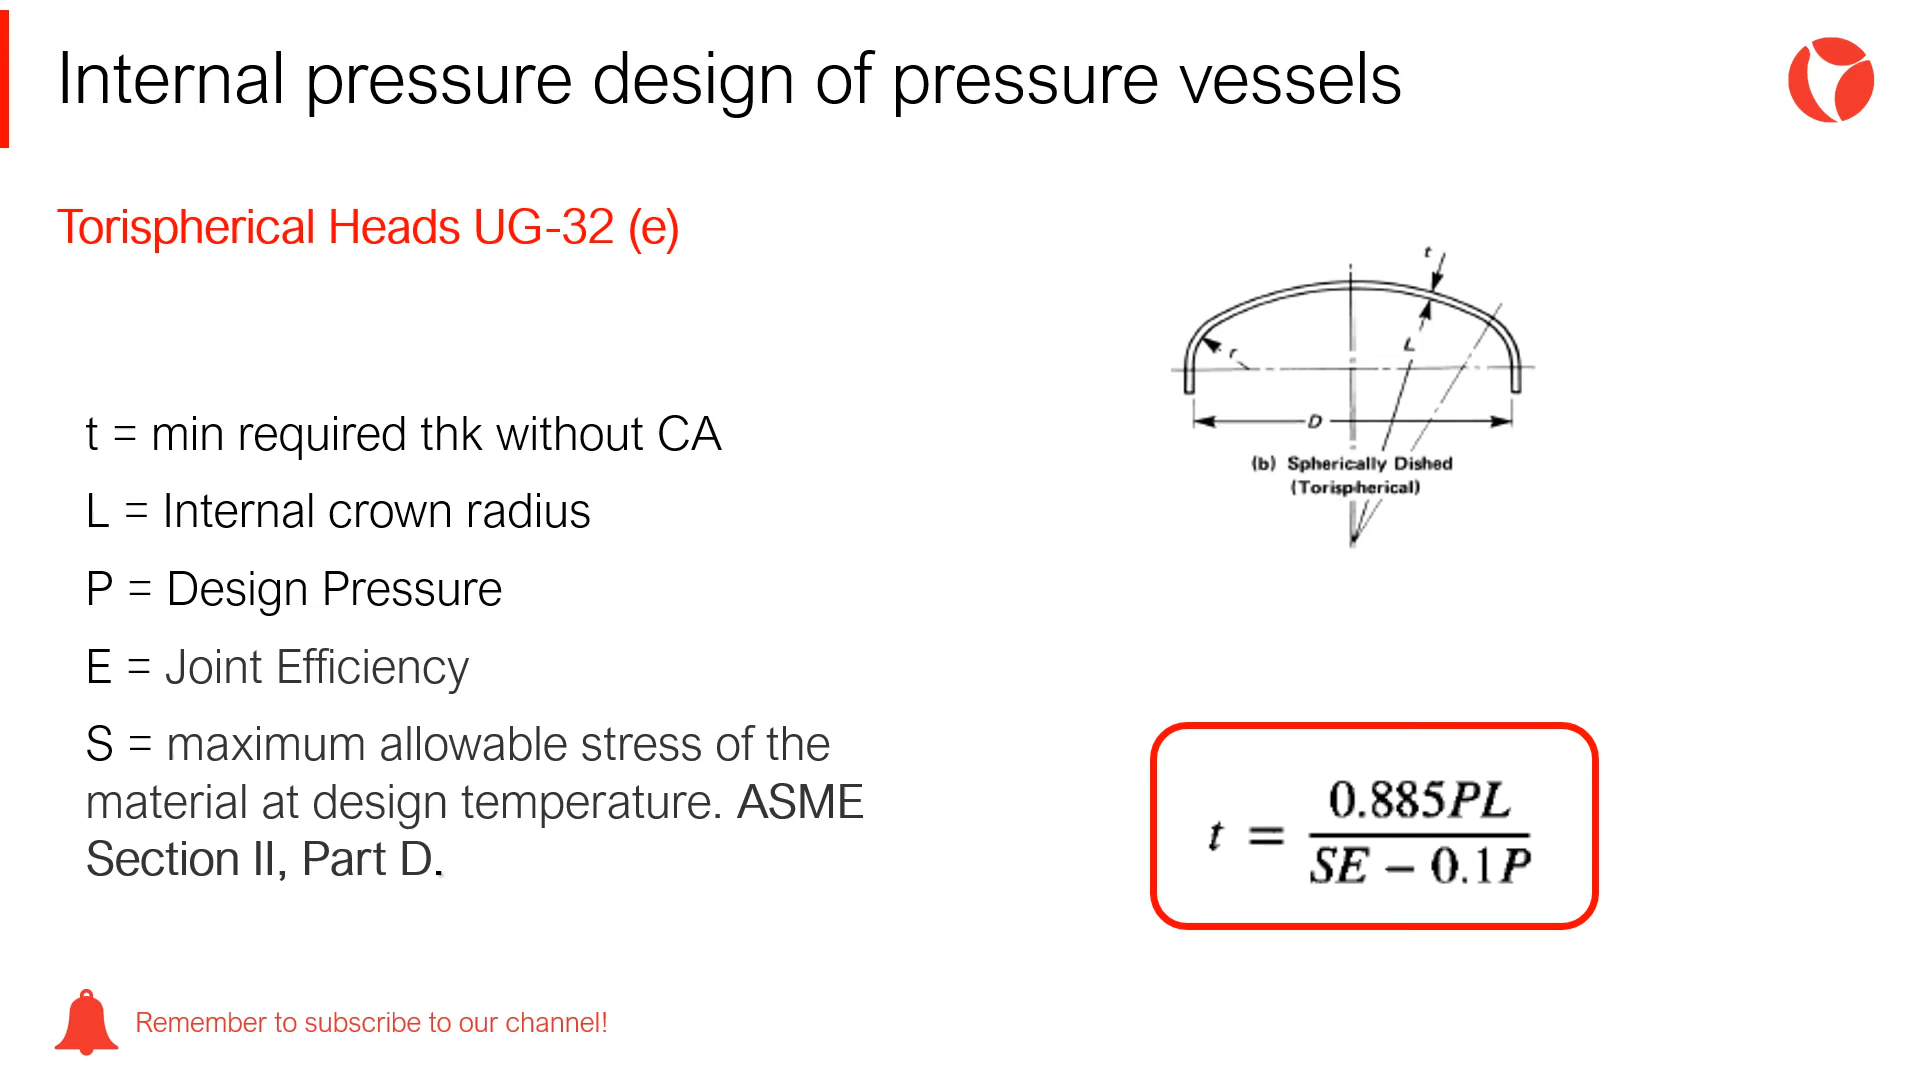 Internal pressure design of pressure vessels
Torispherical Heads UG-32 (e)
t = min required thk without CA
L = Internal crown radius
P = Design Pressure
E = Joint Efficiency
S = maximum allowable stress of the
material at design temperature. ASME
Section II, Part D.
t
L
r
D
(b) Spherically Dished
(Torispherical)
t = 0.885PL / SE − 0.1P
Remember to subscribe to our channel!